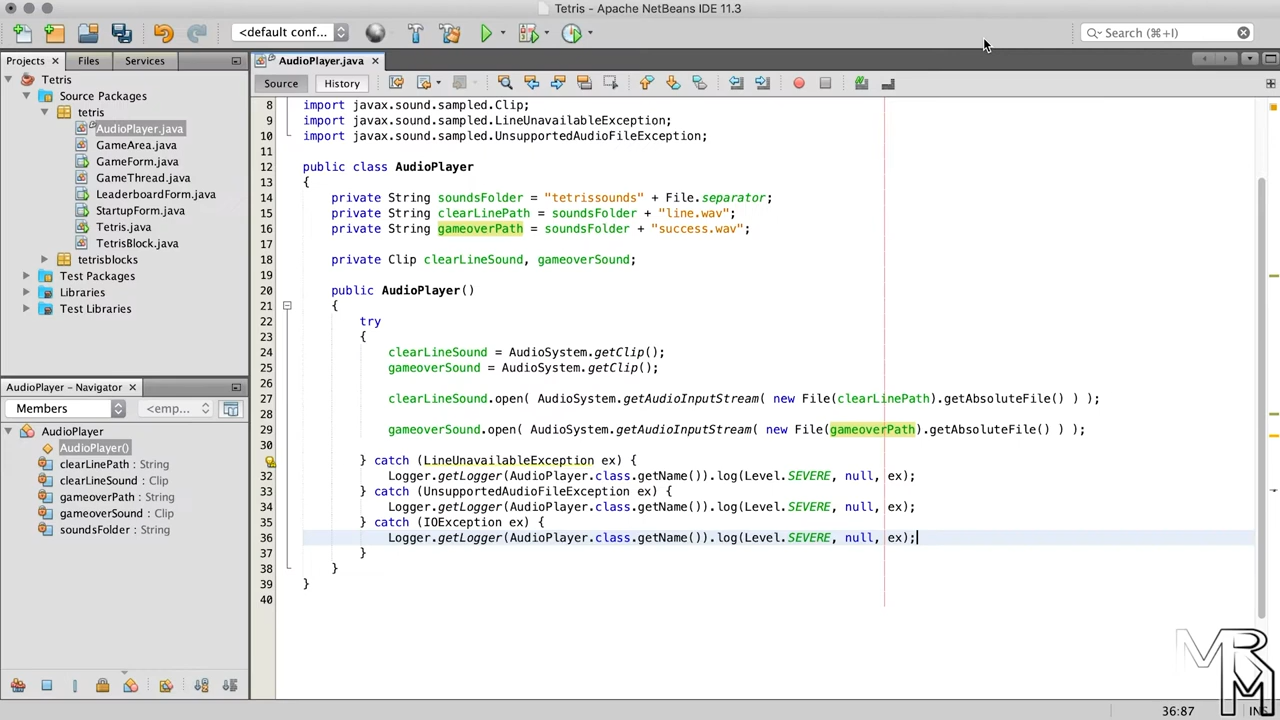 Tetris - Apache NetBeans IDE 11.3
<default conf...
Search (⌘+I)
Projects
Files
Services
AudioPlayer.java
Source
History
Tetris
Source Packages
tetris
AudioPlayer.java
GameArea.java
GameForm.java
GameThread.java
LeaderboardForm.java
StartupForm.java
Tetris.java
TetrisBlock.java
tetrisblocks
Test Packages
Libraries
Test Libraries
AudioPlayer - Navigator
Members
<emp...
AudioPlayer
AudioPlayer()
clearLinePath : String
clearLineSound : Clip
gameoverPath : String
gameoverSound : Clip
soundsFolder : String
8 import javax.sound.sampled.Clip;
9 import javax.sound.sampled.LineUnavailableException;
10 import javax.sound.sampled.UnsupportedAudioFileException;
11
12 public class AudioPlayer
13 {
14 private String soundsFolder = "tetrissounds" + File.separator;
15 private String clearLinePath = soundsFolder + "line.wav";
16 private String gameoverPath = soundsFolder + "success.wav";
17
18 private Clip clearLineSound, gameoverSound;
19
20 public AudioPlayer()
21 {
22 try
23 {
24 clearLineSound = AudioSystem.getClip();
25 gameoverSound = AudioSystem.getClip();
26
27 clearLineSound.open( AudioSystem.getAudioInputStream( new File(clearLinePath).getAbsoluteFile() ) );
28
29 gameoverSound.open( AudioSystem.getAudioInputStream( new File(gameoverPath).getAbsoluteFile() ) );
30
} catch (LineUnavailableException ex) {
32 Logger.getLogger(AudioPlayer.class.getName()).log(Level.SEVERE, null, ex);
33 } catch (UnsupportedAudioFileException ex) {
34 Logger.getLogger(AudioPlayer.class.getName()).log(Level.SEVERE, null, ex);
35 } catch (IOException ex) {
36 Logger.getLogger(AudioPlayer.class.getName()).log(Level.SEVERE, null, ex);
37 }
38 }
39 }
40
36:87